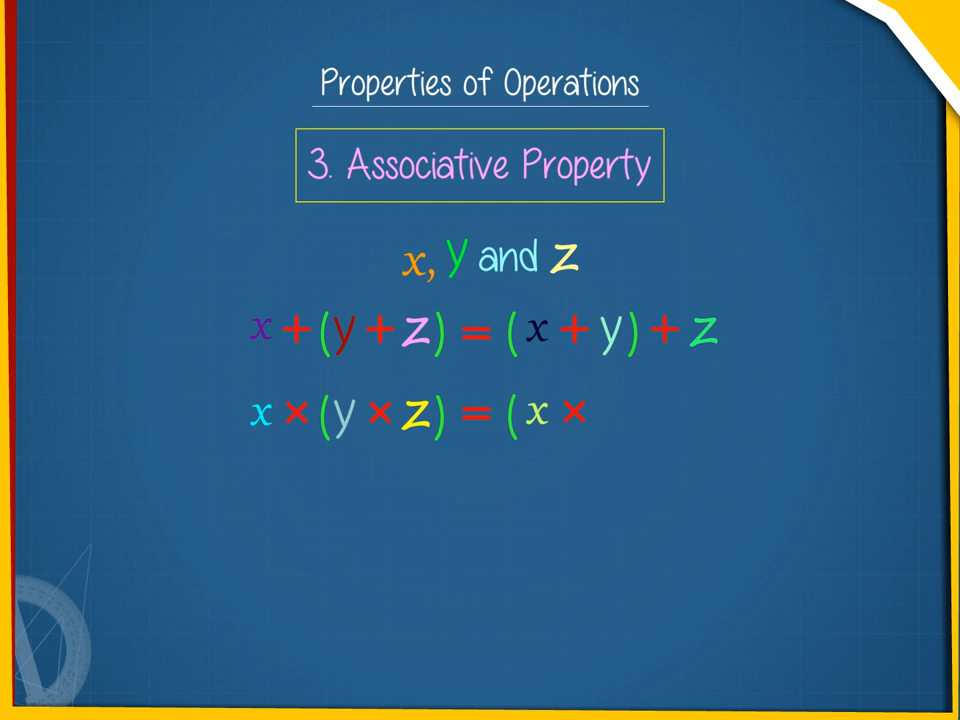 Properties of Operations
3. Associative Property
x, y and z
x + (y + z) = (x + y) + z
x × (y × z) = (x ×